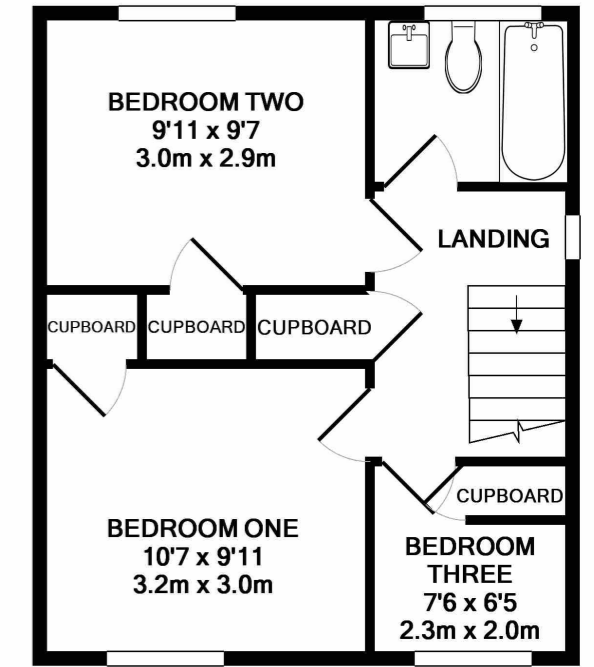 BEDROOM TWO
9'11 x 9'7
3.0m x 2.9m
LANDING
CUPBOARD
CUPBOARD
CUPBOARD
CUPBOARD
BEDROOM ONE
10'7 x 9'11
3.2m x 3.0m
BEDROOM
THREE
7'6 x 6'5
2.3m x 2.0m